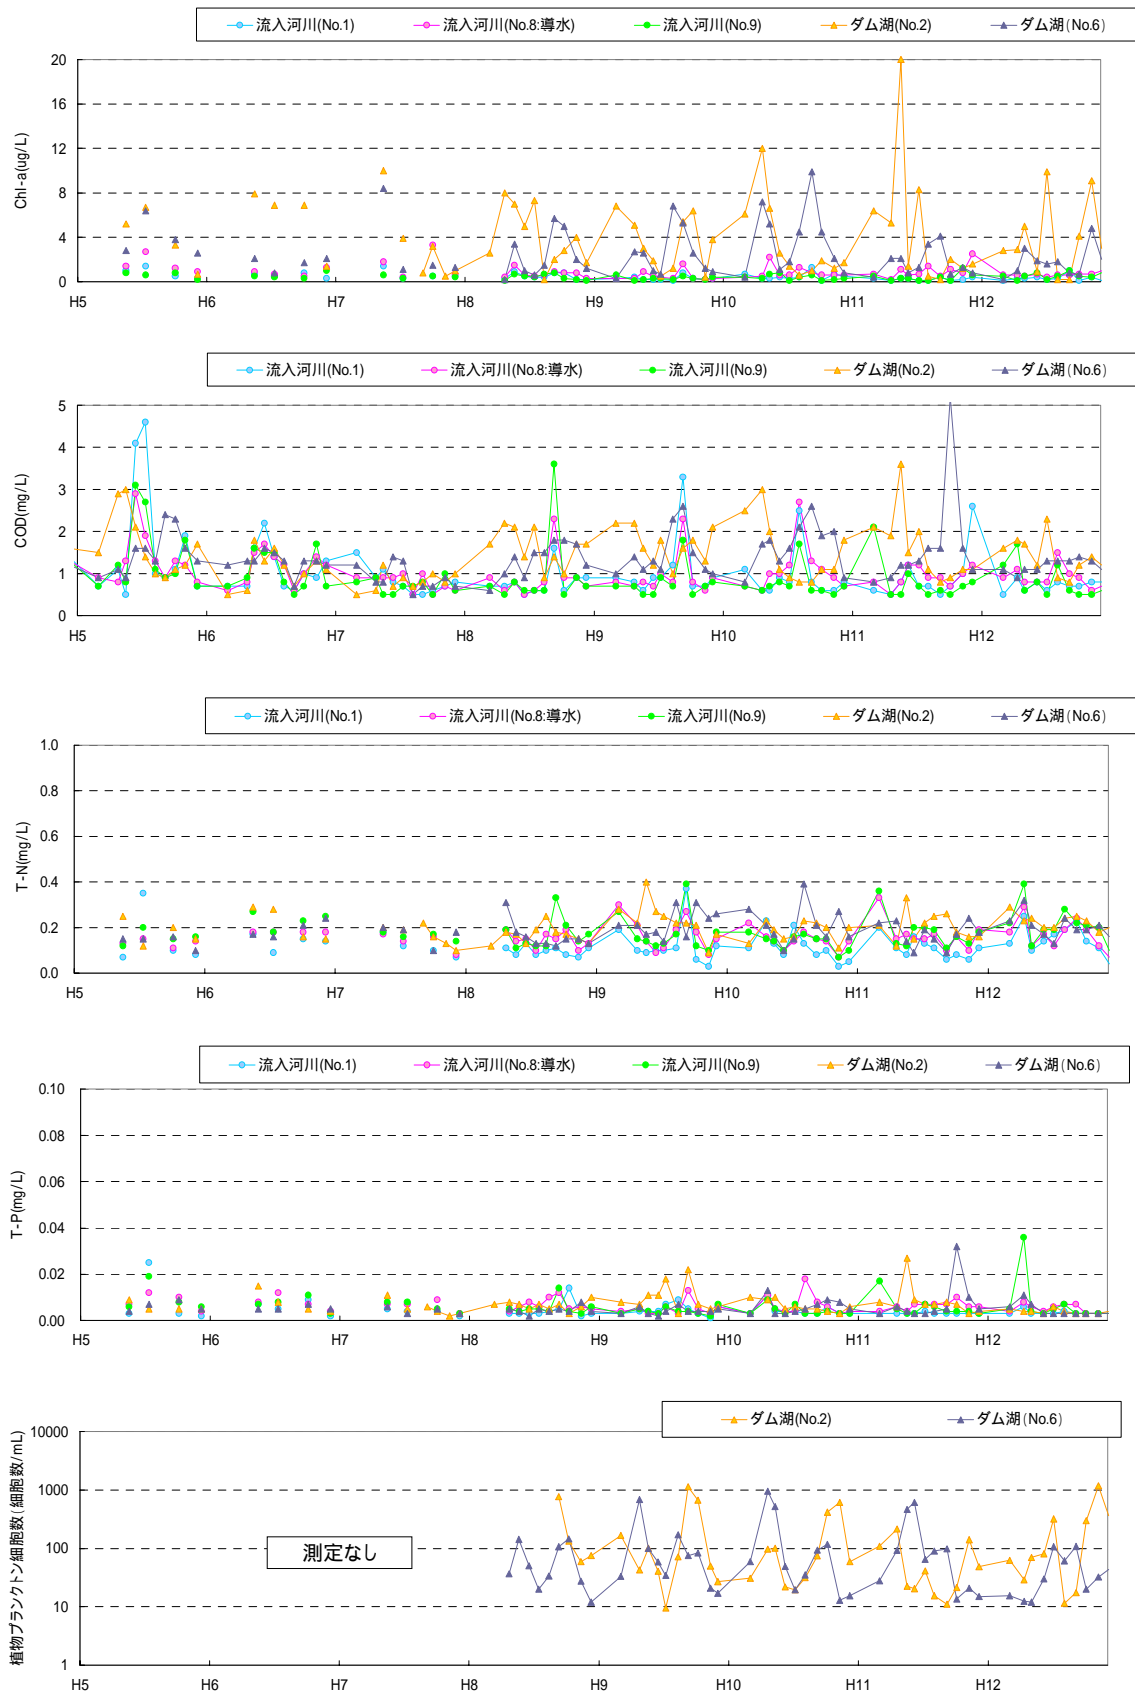 流入河川(No.1) 流入河川(No.8:導水) 流入河川(No.9) ダム湖(No.2) ダム湖(No.6)
Chl-a(ug/L)
20
16
12
8
4
0
H5 H6 H7 H8 H9 H10 H11 H12
流入河川(No.1) 流入河川(No.8:導水) 流入河川(No.9) ダム湖(No.2) ダム湖(No.6)
COD(mg/L)
5
4
3
2
1
0
H5 H6 H7 H8 H9 H10 H11 H12
流入河川(No.1) 流入河川(No.8:導水) 流入河川(No.9) ダム湖(No.2) ダム湖(No.6)
T-N(mg/L)
1.0
0.8
0.6
0.4
0.2
0.0
H5 H6 H7 H8 H9 H10 H11 H12
流入河川(No.1) 流入河川(No.8:導水) 流入河川(No.9) ダム湖(No.2) ダム湖(No.6)
T-P(mg/L)
0.10
0.08
0.06
0.04
0.02
0.00
H5 H6 H7 H8 H9 H10 H11 H12
ダム湖(No.2) ダム湖(No.6)
植物プランクトン細胞数(細胞数/mL)
10000
1000
100
10
1
測定なし
H5 H6 H7 H8 H9 H10 H11 H12